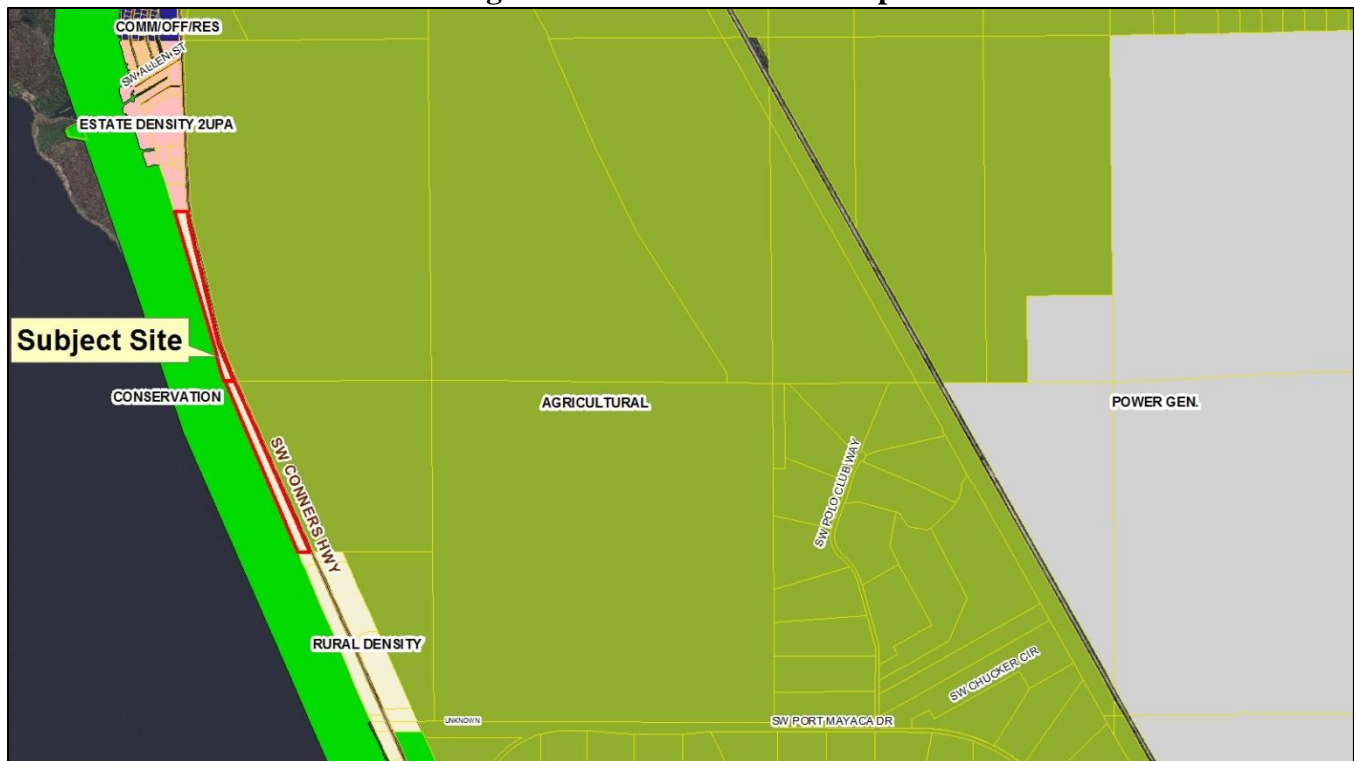 COMM/OFF/RES
SW ALLEN ST
ESTATE DENSITY 2UPA
Subject Site
CONSERVATION
AGRICULTURAL
POWER GEN.
SW CONNERS HWY
SW POLO CLUB WAY
RURAL DENSITY
SW CHUCKER CIR
UNKNOWN
SW PORT MAYACA DR